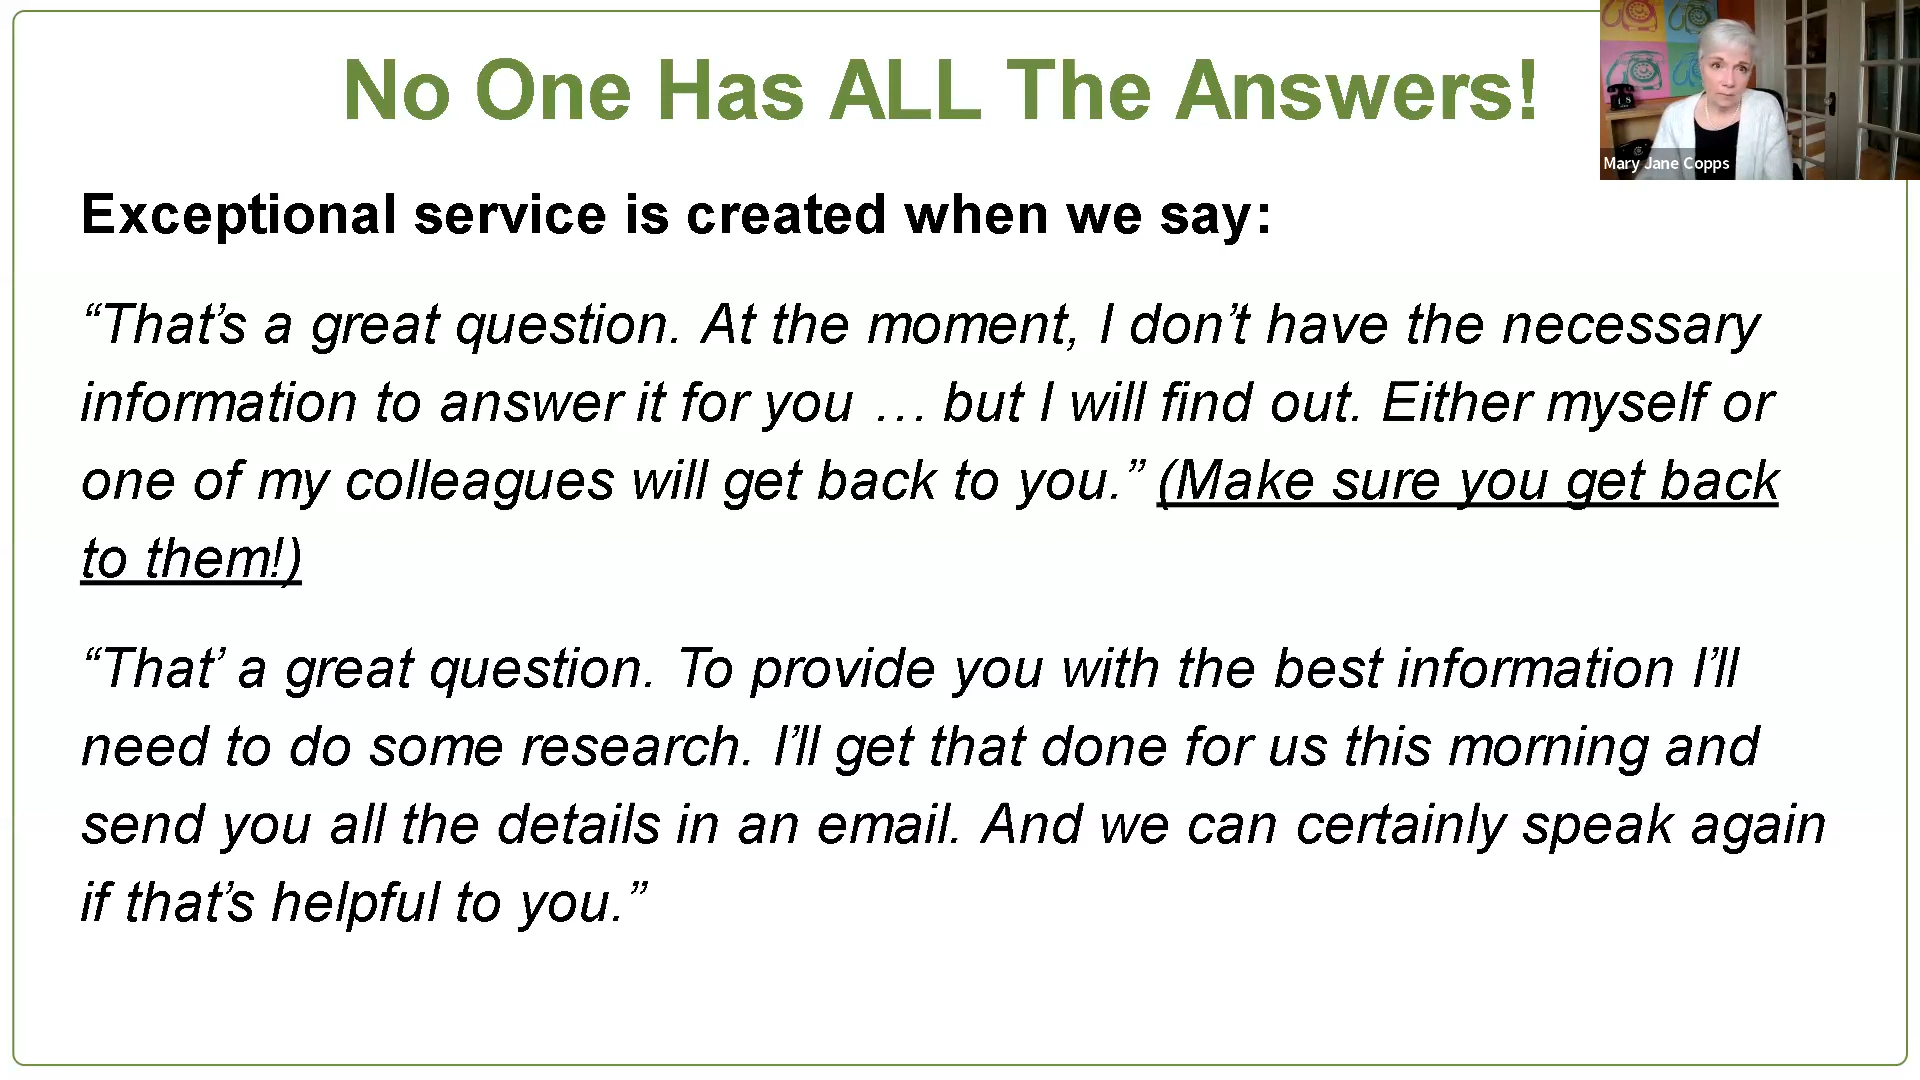 No One Has ALL The Answers!
Mary Jane Copps
Exceptional service is created when we say:
“That’s a great question. At the moment, I don’t have the necessary
information to answer it for you … but I will find out. Either myself or
one of my colleagues will get back to you.” (Make sure you get back
to them!)
“That’ a great question. To provide you with the best information I’ll
need to do some research. I’ll get that done for us this morning and
send you all the details in an email. And we can certainly speak again
if that’s helpful to you.”